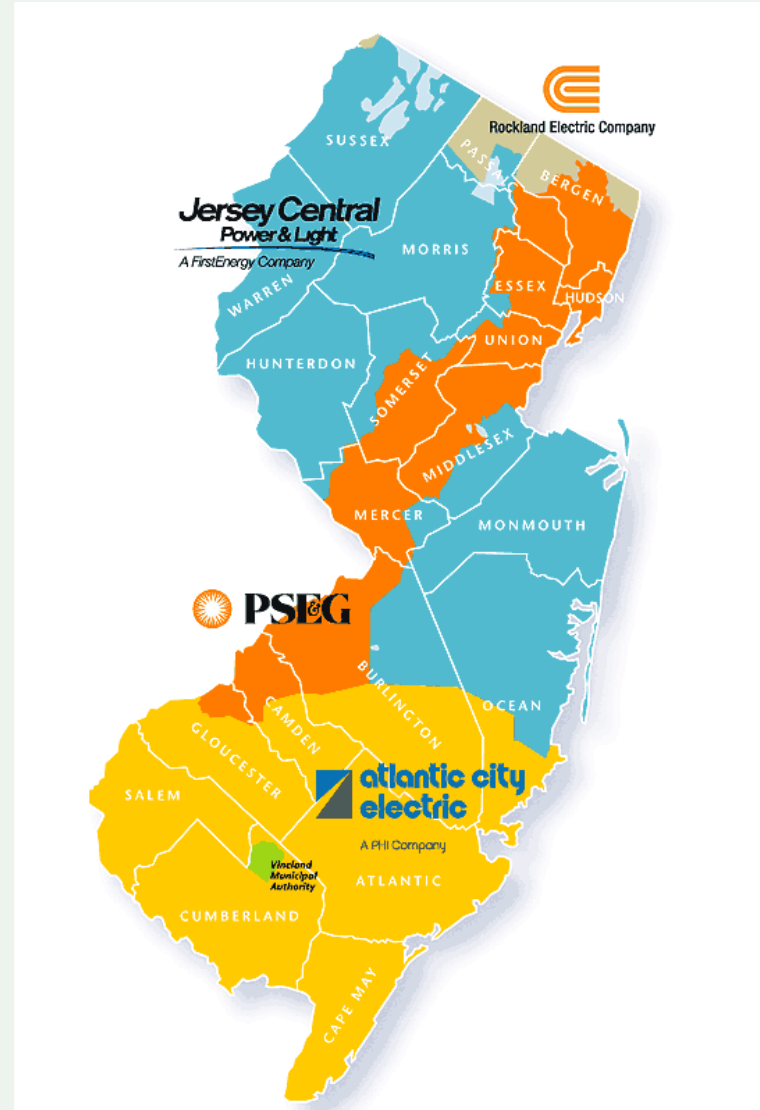 Rockland Electric Company
SUSSEX
PASSAIC
BERGEN
Jersey Central
Power & Light
A FirstEnergy Company
MORRIS
ESSEX
HUDSON
WARREN
UNION
HUNTERDON
SOMERSET
MIDDLESEX
MERCER
MONMOUTH
PSE&G
BURLINGTON
OCEAN
CAMDEN
GLOUCESTER
atlantic city
electric
A PHI Company
SALEM
Vineland
Municipal
Authority
ATLANTIC
CUMBERLAND
CAPE MAY